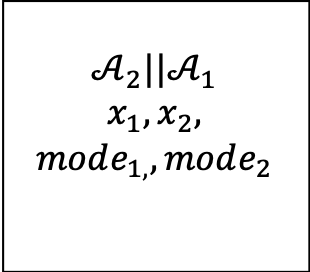 𝒜₂||𝒜₁
x₁, x₂,
mode₁,, mode₂